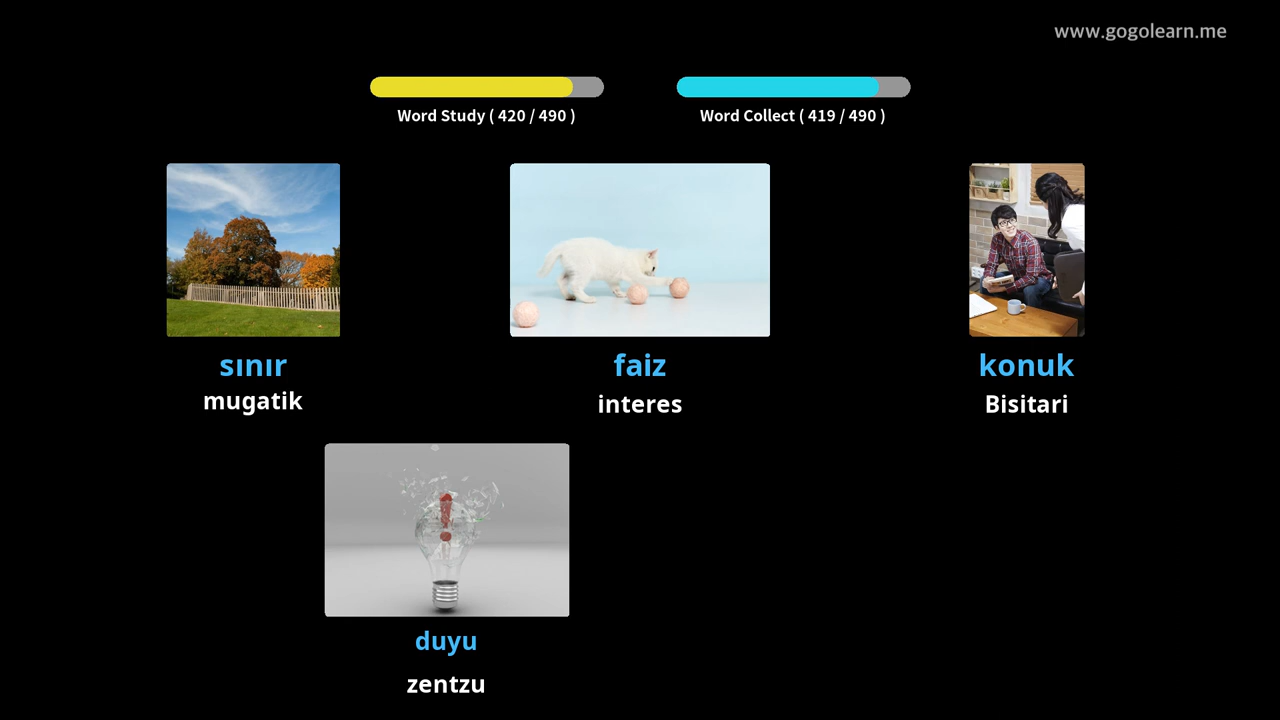 www.gogolearn.me
Word Study ( 420 / 490 )
Word Collect ( 419 / 490 )
sınır
mugatik
faiz
interes
konuk
Bisitari
duyu
zentzu